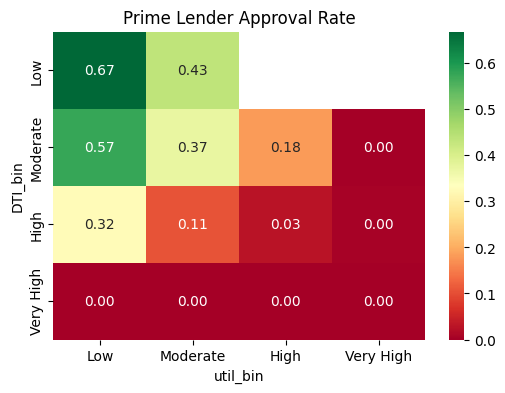 Prime Lender Approval Rate
DTI_bin
Low
0.67 0.43
Moderate
0.57 0.37 0.18 0.00
High
0.32 0.11 0.03 0.00
Very High
0.00 0.00 0.00 0.00
Low Moderate High Very High
util_bin
0.6
0.5
0.4
0.3
0.2
0.1
0.0